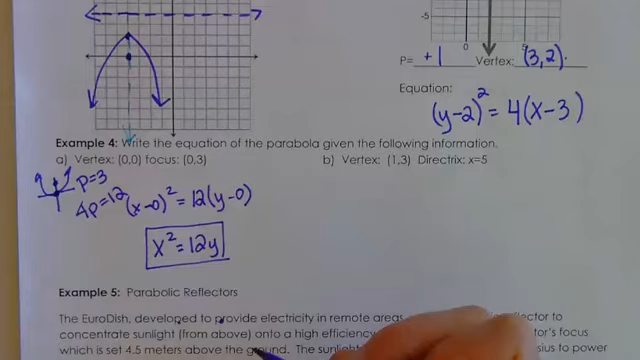 -5
0
5
P= +1 Vertex: (3,2).
Equation:
(y-2)² = 4(x-3)
Example 4: Write the equation of the parabola given the following information.
a) Vertex: (0,0) focus: (0,3)
b) Vertex: (1,3) Directrix: x=5
P=3
4p=12
(x-0)² = 12(y-0)
x² = 12y
Example 5: Parabolic Reflectors
The EuroDish, developed to provide electricity in remote areas to
concentrate sunlight (from above) onto a high efficiency focus
which is set 4.5 meters above the ground. The to power